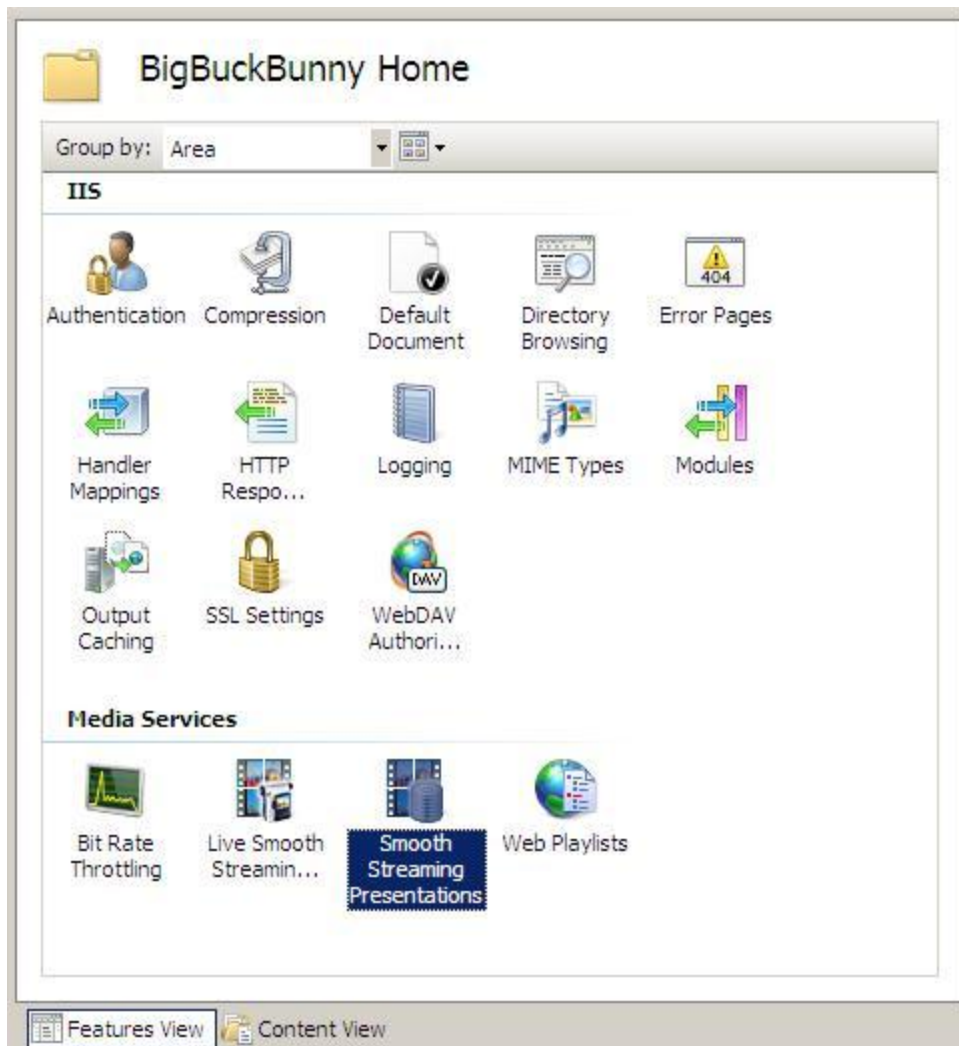 BigBuckBunny Home
Group by: Area
IIS
Authentication
Compression
Default
Document
Directory
Browsing
404
Error Pages
Handler
Mappings
HTTP
Respo...
Logging
MIME Types
Modules
Output
Caching
SSL Settings
DAV
WebDAV
Authori...
Media Services
Bit Rate
Throttling
Live Smooth
Streamin...
Smooth
Streaming
Presentations
Web Playlists
Features View
Content View